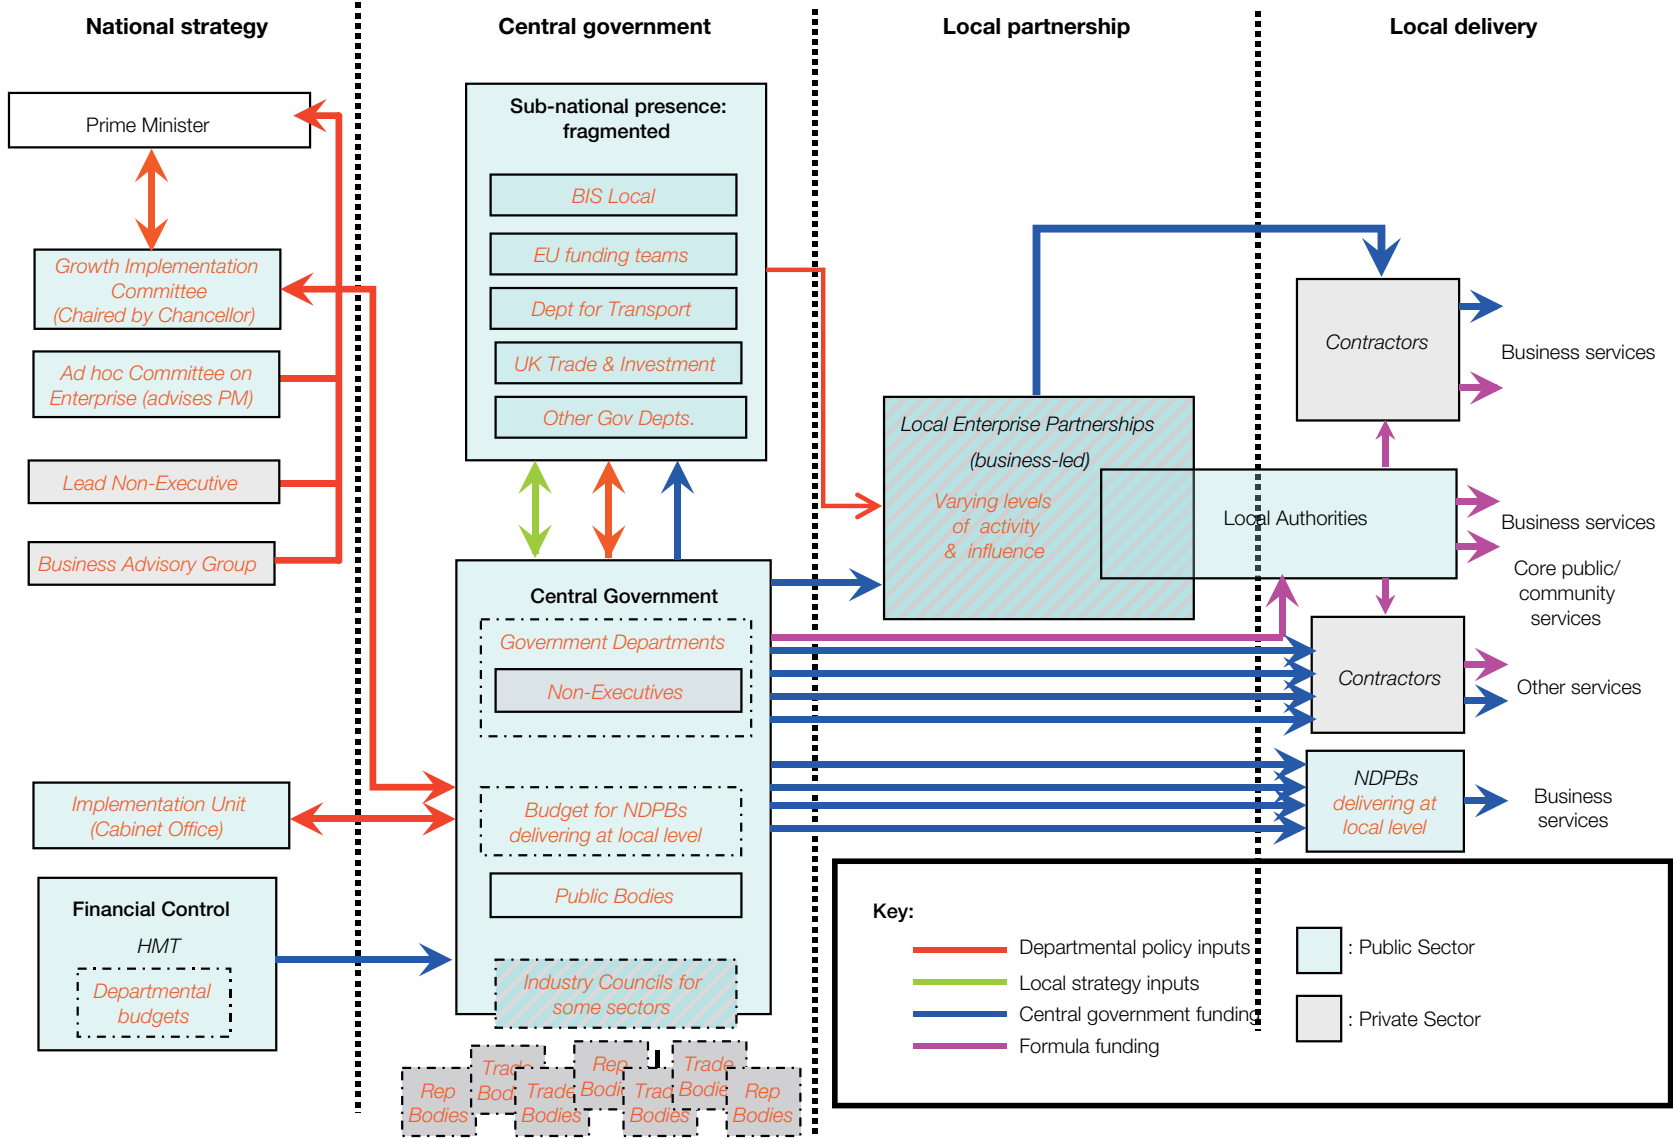 National strategy
Central government
Local partnership
Local delivery
Prime Minister
Growth Implementation
Committee
(Chaired by Chancellor)
Ad hoc Committee on
Enterprise (advises PM)
Lead Non-Executive
Business Advisory Group
Implementation Unit
(Cabinet Office)
Financial Control
HMT
Departmental
budgets
Sub-national presence:
fragmented
BIS Local
EU funding teams
Dept for Transport
UK Trade & Investment
Other Gov Depts.
Central Government
Government Departments
Non-Executives
Budget for NDPBs
delivering at local level
Public Bodies
Industry Councils for
some sectors
Rep
Bodies
Trade
Bod
Trade
Bodies
Rep
Bodie
Trad
Bodies
Trade
Bodie
Rep
Bodies
Local Enterprise Partnerships
(business-led)
Varying levels
of activity
& influence
Local Authorities
Contractors
Business services
Business services
Core public/
community
services
Contractors
Other services
NDPBs
delivering at
local level
Business
services
Key:
Departmental policy inputs
Local strategy inputs
Central government funding
Formula funding
: Public Sector
: Private Sector